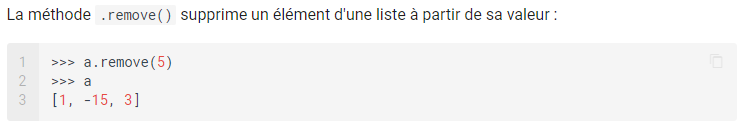 La méthode .remove() supprime un élément d'une liste à partir de sa valeur :
1 >>> a.remove(5)
2 >>> a
3 [1, -15, 3]